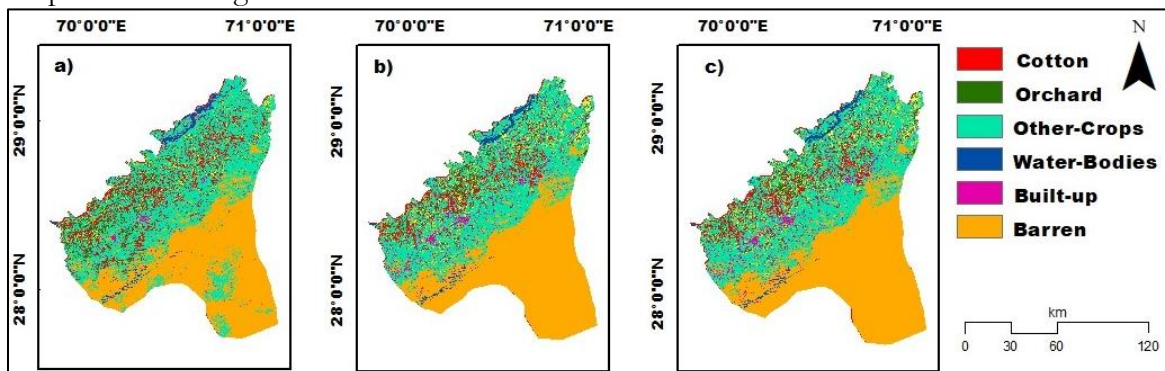 70°0'0"E 71°0'0"E 70°0'0"E 71°0'0"E 70°0'0"E 71°0'0"E
N
a) b) c)
Cotton
Orchard
Other-Crops
Water-Bodies
Built-up
Barren
29°0'0"N 29°0'0"N 29°0'0"N
28°0'0"N 28°0'0"N 28°0'0"N
km
0 30 60 120